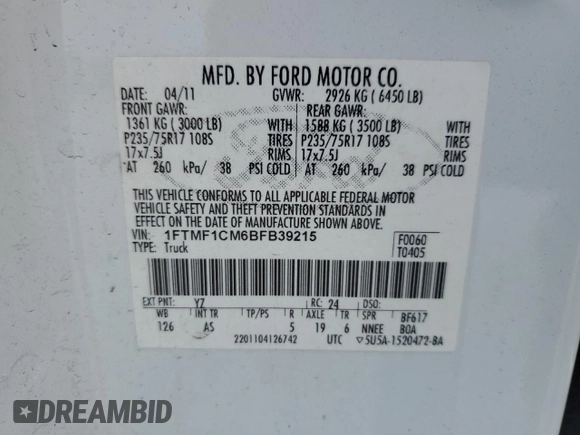 MFD. BY FORD MOTOR CO.
DATE: 04/11 GVWR: 2926 KG ( 6450 LB)
FRONT GAWR: REAR GAWR:
1361 KG ( 3000 LB) WITH 1588 KG ( 3500 LB) WITH
P235/75R17 108S TIRES P235/75R17 108S TIRES
17x7.5J RIMS 17x7.5J RIMS
AT 260 kPa/ 38 PSI COLD AT 260 kPa/ 38 PSI COLD
THIS VEHICLE CONFORMS TO ALL APPLICABLE FEDERAL MOTOR
VEHICLE SAFETY AND THEFT PREVENTION STANDARDS IN
EFFECT ON THE DATE OF MANUFACTURE SHOWN ABOVE.
VIN: 1FTMF1CM6BFB39215 F0060
TYPE: Truck T0405
EXT PNT: YZ RC: 24 DSO:
WB INT TR TP/PS R AXLE TR SPR BF617
126 AS 5 19 6 NNEE BOA
2201104126742 UTC ▽5U5A-1520472-BA
DREAMBID
dreambid.com